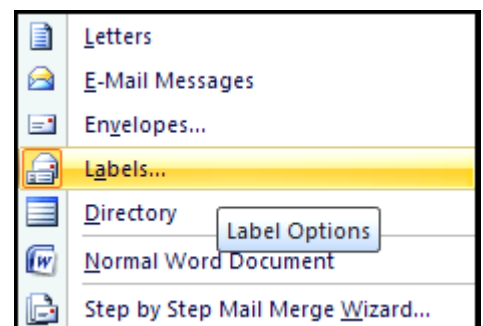 Letters
E-Mail Messages
Envelopes...
Labels...
Directory
Label Options
Normal Word Document
Step by Step Mail Merge Wizard...